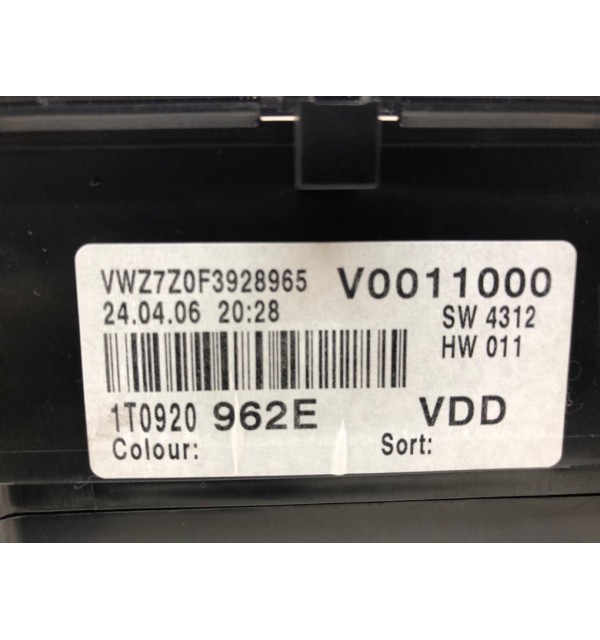 VWZ7Z0F3928965 V0011000
24.04.06 20:28 SW 4312
HW 011
1T0920 962E VDD
Colour: Sort: